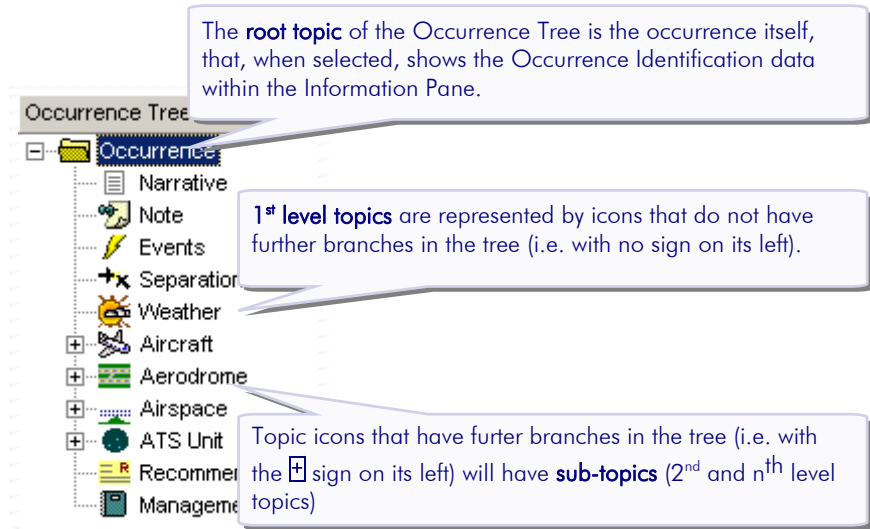 The root topic of the Occurrence Tree is the occurrence itself,
that, when selected, shows the Occurrence Identification data
within the Information Pane.
Occurrence Tree
Occurrence
Narrative
Note
Events
Separation
Weather
Aircraft
Aerodrome
Airspace
ATS Unit
Recommen
Manageme
1st level topics are represented by icons that do not have
further branches in the tree (i.e. with no sign on its left).
Topic icons that have furter branches in the tree (i.e. with
the + sign on its left) will have sub-topics (2nd and nth level
topics)